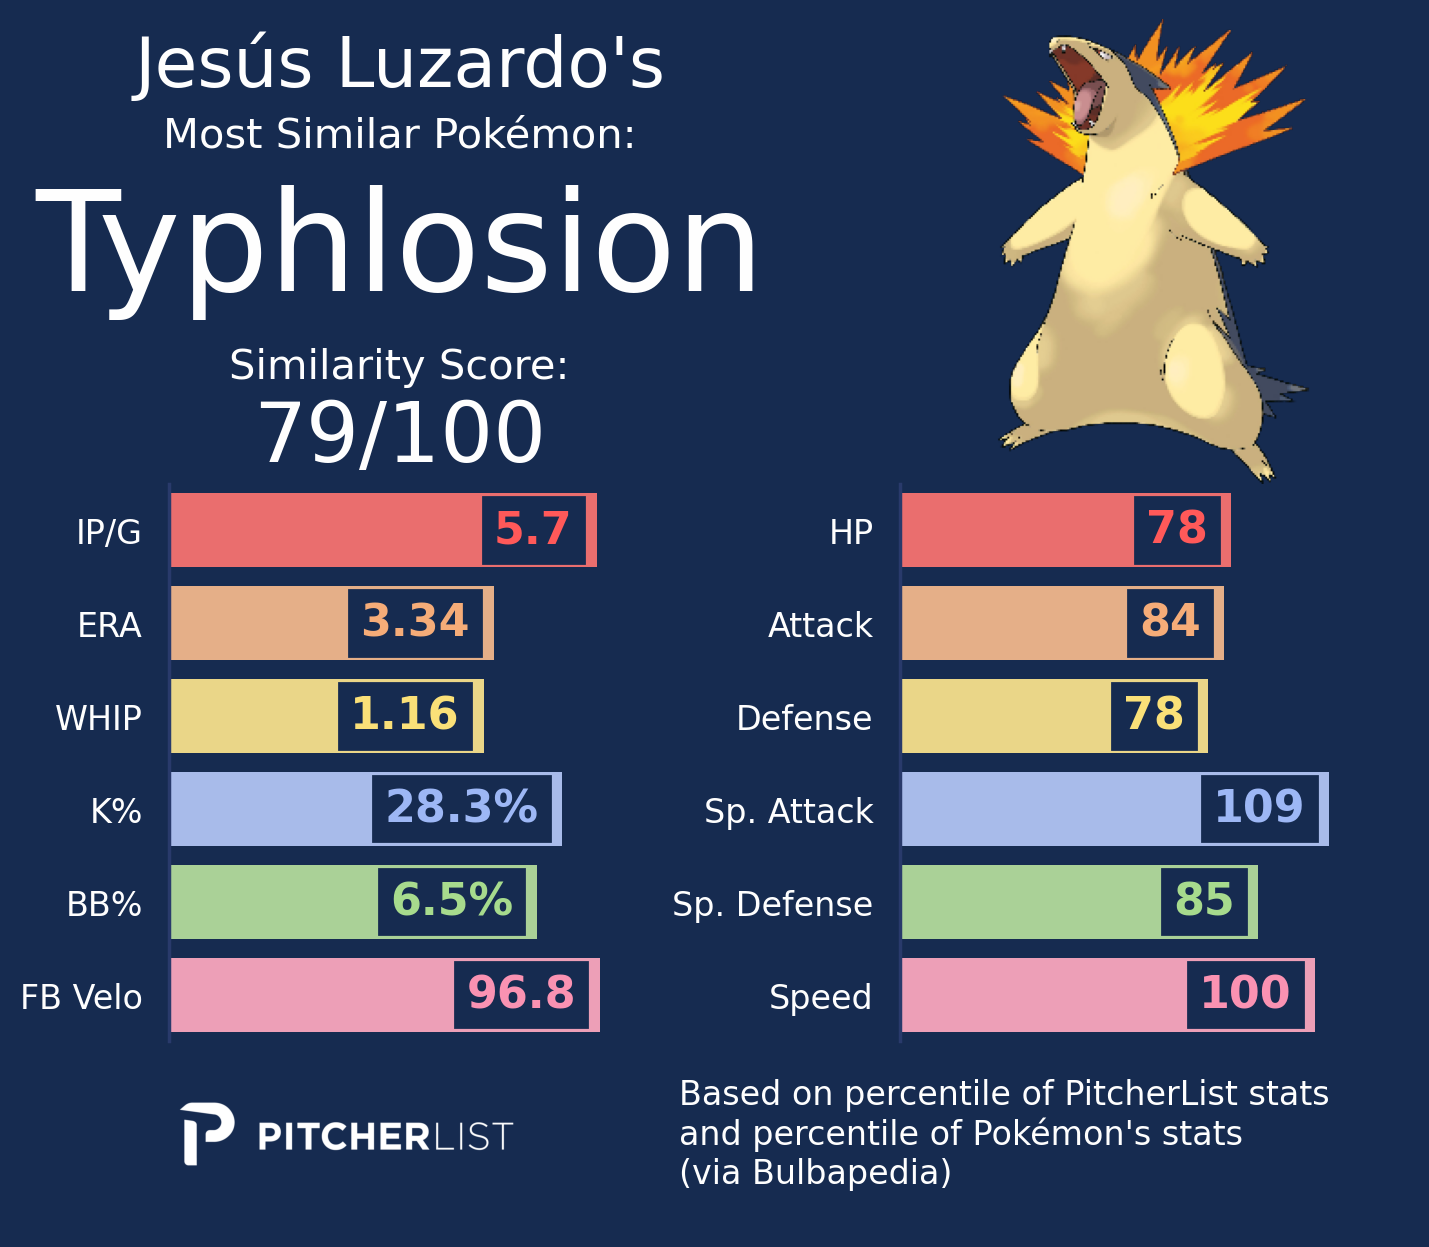 Jesús Luzardo's
Most Similar Pokémon:
Typhlosion
Similarity Score:
79/100
IP/G 5.7
ERA 3.34
WHIP 1.16
K% 28.3%
BB% 6.5%
FB Velo 96.8
HP 78
Attack 84
Defense 78
Sp. Attack 109
Sp. Defense 85
Speed 100
PITCHERLIST
Based on percentile of PitcherList stats
and percentile of Pokémon's stats
(via Bulbapedia)